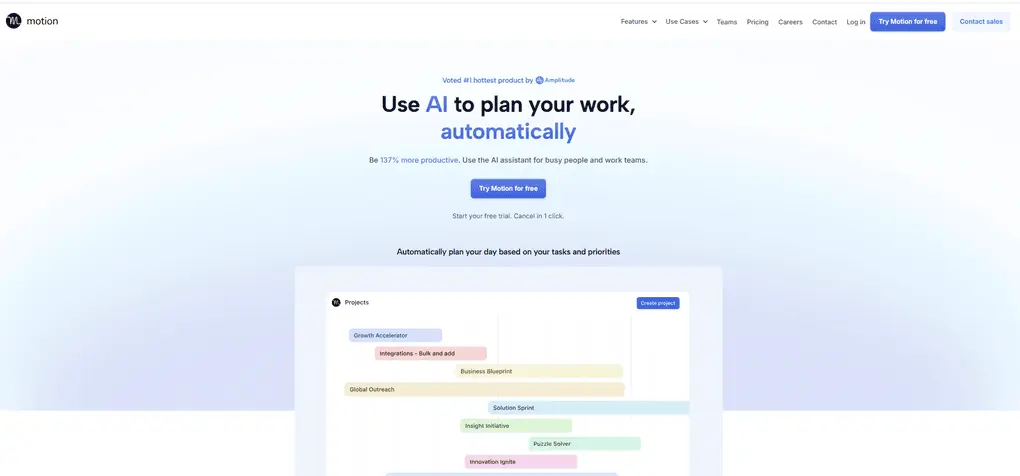 motion
Features
Use Cases
Teams
Pricing
Careers
Contact
Log in
Try Motion for free
Contact sales
Voted #1 hottest product by Amplitude
Use AI to plan your work,
automatically
Be 137% more productive. Use the AI assistant for busy people and work teams.
Try Motion for free
Start your free trial. Cancel in 1 click.
Automatically plan your day based on your tasks and priorities
Projects
Create project
Growth Accelerator
Integrations - Bulk and add
Business Blueprint
Global Outreach
Solution Sprint
Insight Initiative
Puzzle Solver
Innovation Ignite